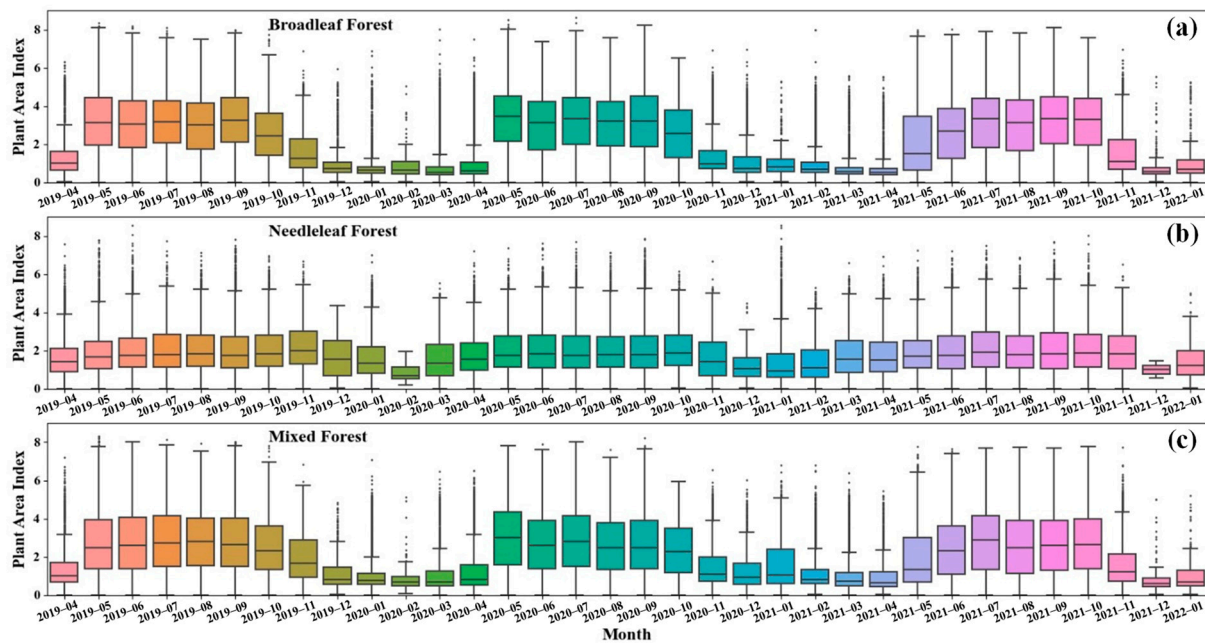 Broadleaf Forest
(a)
Plant Area Index
8
6
4
2
0
2019-04 2019-05 2019-06 2019-07 2019-08 2019-09 2019-10 2019-11 2019-12 2020-01 2020-02 2020-03 2020-04 2020-05 2020-06 2020-07 2020-08 2020-09 2020-10 2020-11 2020-12 2021-01 2021-02 2021-03 2021-04 2021-05 2021-06 2021-07 2021-08 2021-09 2021-10 2021-11 2021-12 2022-01
Needleleaf Forest
(b)
Plant Area Index
8
6
4
2
0
2019-04 2019-05 2019-06 2019-07 2019-08 2019-09 2019-10 2019-11 2019-12 2020-01 2020-02 2020-03 2020-04 2020-05 2020-06 2020-07 2020-08 2020-09 2020-10 2020-11 2020-12 2021-01 2021-02 2021-03 2021-04 2021-05 2021-06 2021-07 2021-08 2021-09 2021-10 2021-11 2021-12 2022-01
Mixed Forest
(c)
Plant Area Index
8
6
4
2
0
2019-04 2019-05 2019-06 2019-07 2019-08 2019-09 2019-10 2019-11 2019-12 2020-01 2020-02 2020-03 2020-04 2020-05 2020-06 2020-07 2020-08 2020-09 2020-10 2020-11 2020-12 2021-01 2021-02 2021-03 2021-04 2021-05 2021-06 2021-07 2021-08 2021-09 2021-10 2021-11 2021-12 2022-01
Month